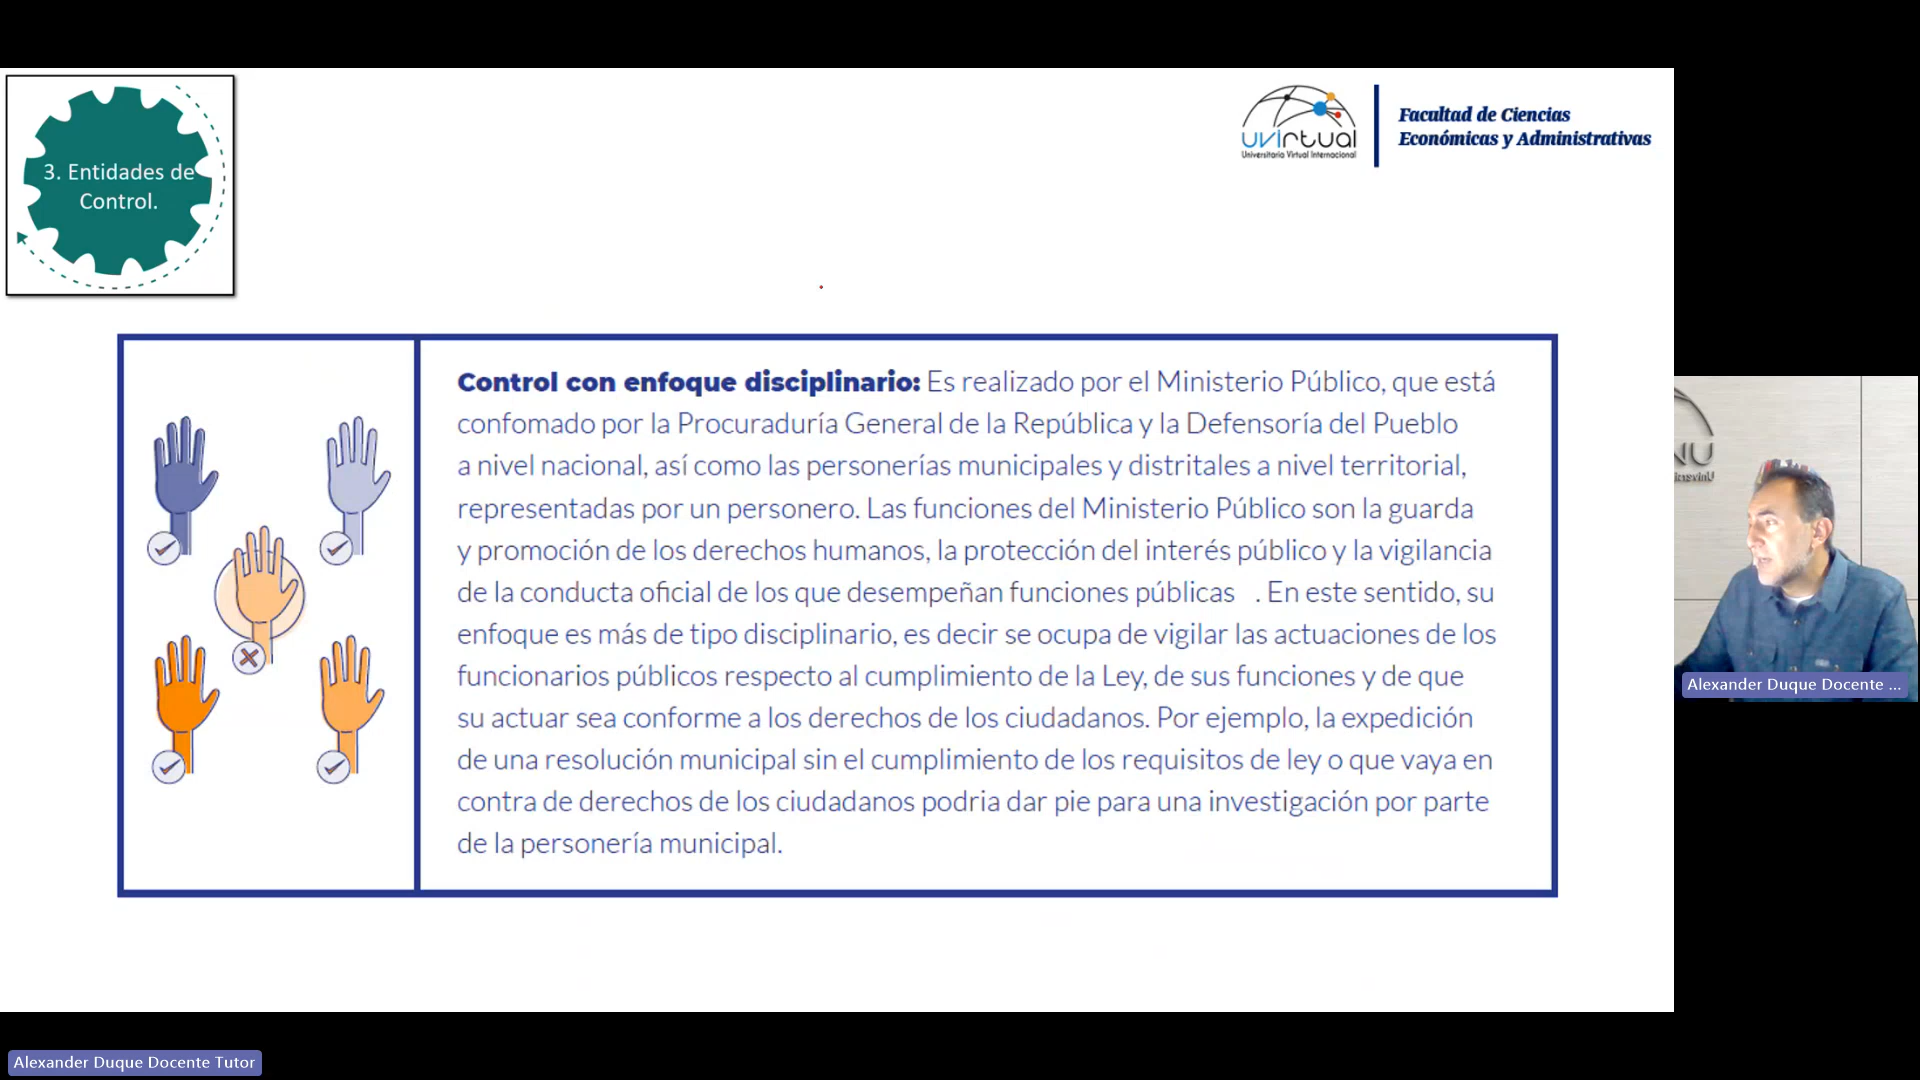 3. Entidades de
Control.
uvirtual
Universitaria Virtual Internacional
Facultad de Ciencias
Económicas y Administrativas
Control con enfoque disciplinario: Es realizado por el Ministerio Público, que está
confomado por la Procuraduría General de la República y la Defensoría del Pueblo
a nivel nacional, así como las personerías municipales y distritales a nivel territorial,
representadas por un personero. Las funciones del Ministerio Público son la guarda
y promoción de los derechos humanos, la protección del interés público y la vigilancia
de la conducta oficial de los que desempeñan funciones públicas . En este sentido, su
enfoque es más de tipo disciplinario, es decir se ocupa de vigilar las actuaciones de los
funcionarios públicos respecto al cumplimiento de la Ley, de sus funciones y de que
su actuar sea conforme a los derechos de los ciudadanos. Por ejemplo, la expedición
de una resolución municipal sin el cumplimiento de los requisitos de ley o que vaya en
contra de derechos de los ciudadanos podria dar pie para una investigación por parte
de la personería municipal.
Alexander Duque Docente ...
Alexander Duque Docente Tutor